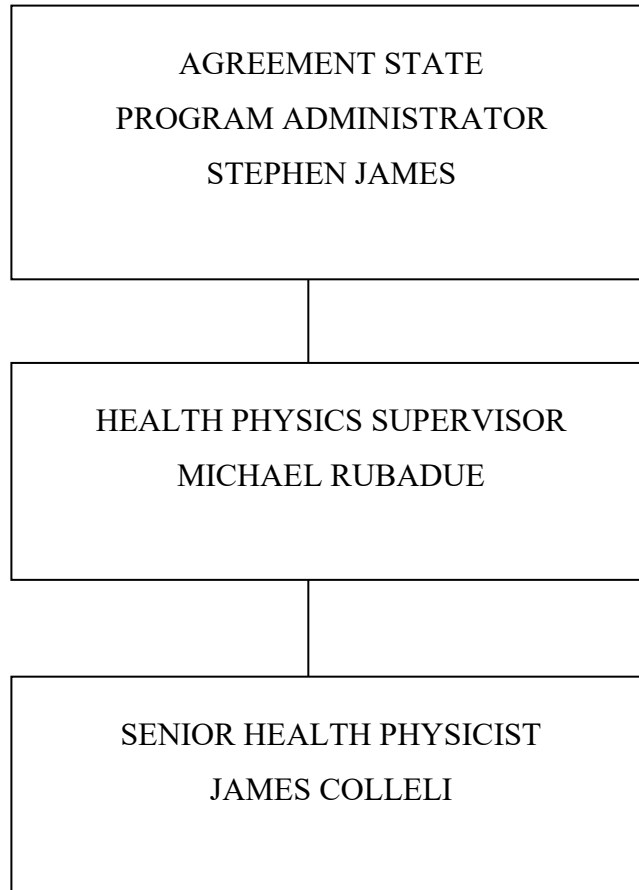 AGREEMENT STATE
PROGRAM ADMINISTRATOR
STEPHEN JAMES
HEALTH PHYSICS SUPERVISOR
MICHAEL RUBADUE
SENIOR HEALTH PHYSICIST
JAMES COLLELI